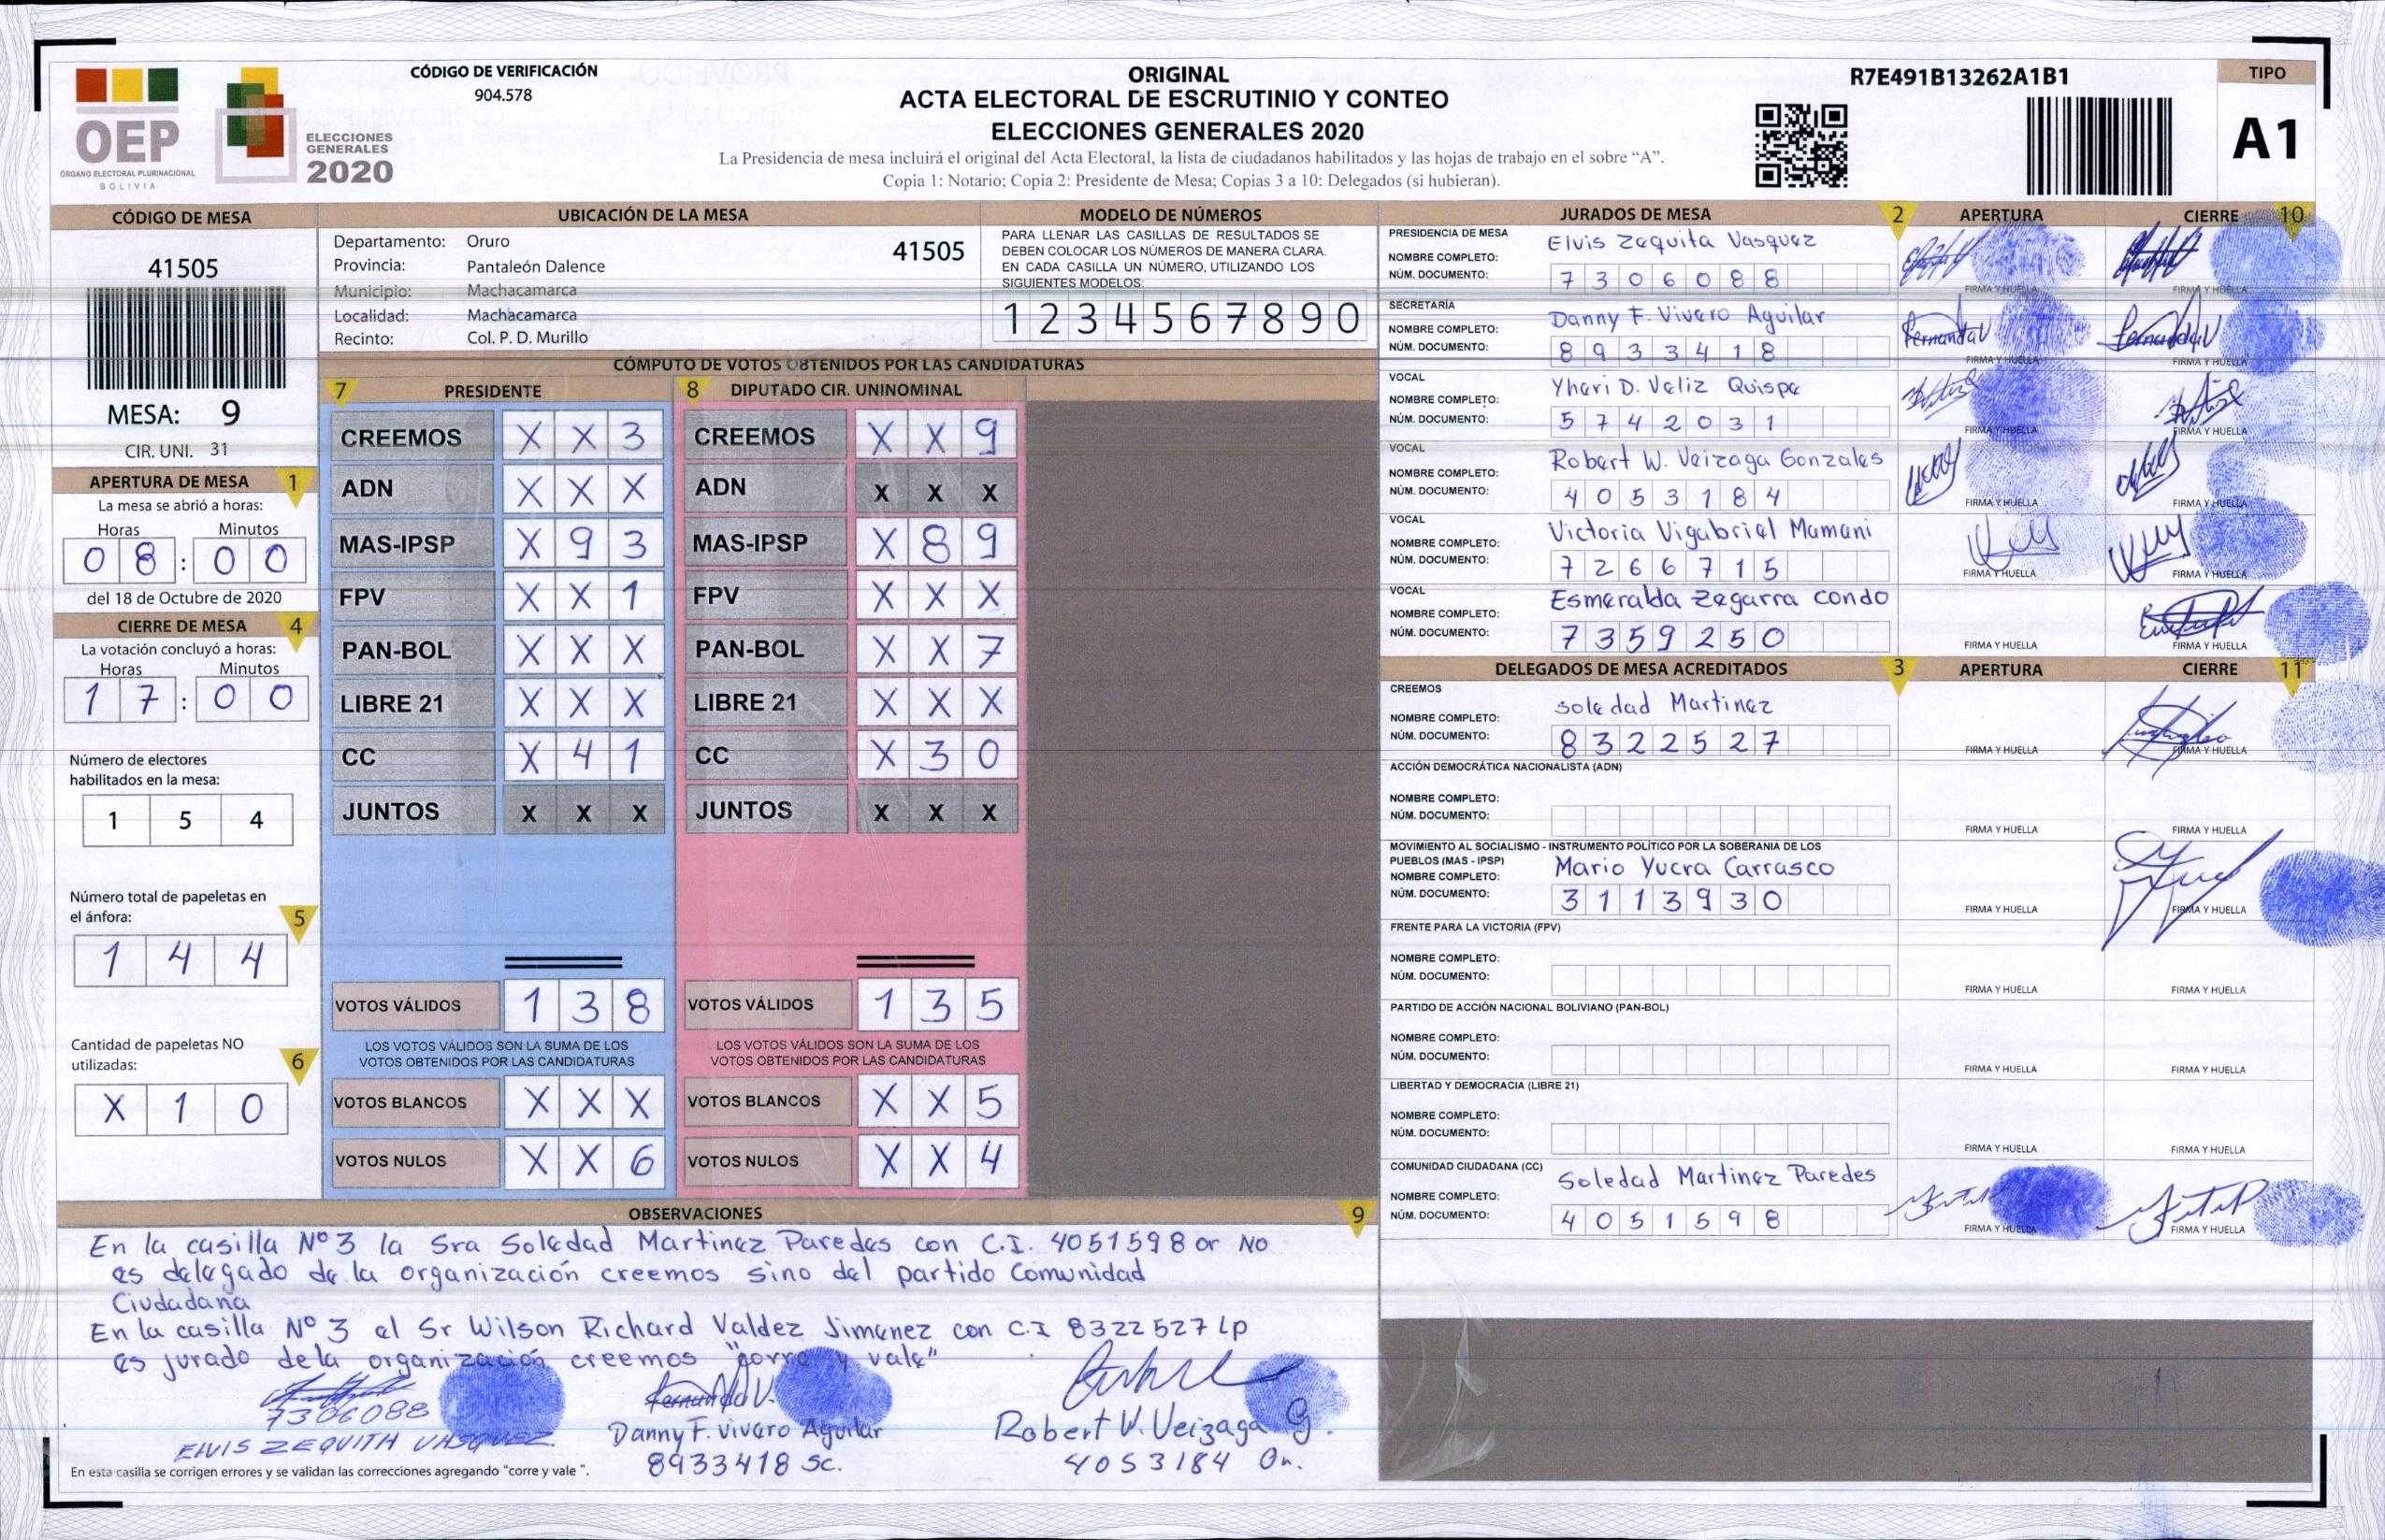 OEP
ÓRGANO ELECTORAL PLURINACIONAL
BOLIVIA
ELECCIONES
GENERALES
2020
CÓDIGO DE VERIFICACIÓN
904.578
ORIGINAL
ACTA ELECTORAL DE ESCRUTINIO Y CONTEO
ELECCIONES GENERALES 2020
La Presidencia de mesa incluirá el original del Acta Electoral, la lista de ciudadanos habilitados y las hojas de trabajo en el sobre “A”.
Copia 1: Notario; Copia 2: Presidente de Mesa; Copias 3 a 10: Delegados (si hubieran).
R7E491B13262A1B1
TIPO
A1
CÓDIGO DE MESA
41505
MESA: 9
CIR. UNI. 31
APERTURA DE MESA 1
La mesa se abrió a horas:
Horas Minutos
0 8 : 0 0
del 18 de Octubre de 2020
CIERRE DE MESA 4
La votación concluyó a horas:
Horas Minutos
1 7 : 0 0
Número de electores
habilitados en la mesa:
1 5 4
Número total de papeletas en
el ánfora: 5
1 4 4
Cantidad de papeletas NO
utilizadas: 6
X 1 0
UBICACIÓN DE LA MESA
Departamento: Oruro
41505
Provincia: Pantaleón Dalence
Municipio: Machacamarca
Localidad: Machacamarca
Recinto: Col. P. D. Murillo
MODELO DE NÚMEROS
PARA LLENAR LAS CASILLAS DE RESULTADOS SE
DEBEN COLOCAR LOS NÚMEROS DE MANERA CLARA.
EN CADA CASILLA UN NÚMERO, UTILIZANDO LOS
SIGUIENTES MODELOS:
1 2 3 4 5 6 7 8 9 0
CÓMPUTO DE VOTOS OBTENIDOS POR LAS CANDIDATURAS
7 PRESIDENTE
CREEMOS X X 3
ADN X X X
MAS-IPSP X 9 3
FPV X X 1
PAN-BOL X X X
LIBRE 21 X X X
CC X 4 1
JUNTOS X X X
VOTOS VÁLIDOS 1 3 8
LOS VOTOS VÁLIDOS SON LA SUMA DE LOS
VOTOS OBTENIDOS POR LAS CANDIDATURAS
VOTOS BLANCOS X X X
VOTOS NULOS X X 6
8 DIPUTADO CIR. UNINOMINAL
CREEMOS X X 9
ADN X X X
MAS-IPSP X 8 9
FPV X X X
PAN-BOL X X 7
LIBRE 21 X X X
CC X 3 0
JUNTOS X X X
VOTOS VÁLIDOS 1 3 5
LOS VOTOS VÁLIDOS SON LA SUMA DE LOS
VOTOS OBTENIDOS POR LAS CANDIDATURAS
VOTOS BLANCOS X X 5
VOTOS NULOS X X 4
JURADOS DE MESA 2 APERTURA CIERRE 10
PRESIDENCIA DE MESA
NOMBRE COMPLETO: Elvis Zequita Vasquez
NÚM. DOCUMENTO: 7 3 0 6 0 8 8
FIRMA Y HUELLA FIRMA Y HUELLA
SECRETARÍA
NOMBRE COMPLETO: Danny F. Vivero Aguilar
NÚM. DOCUMENTO: 8 9 3 3 4 1 8
FernandaV Fernanda.V
FIRMA Y HUELLA FIRMA Y HUELLA
VOCAL
NOMBRE COMPLETO: Yhari D. Veliz Quispe
NÚM. DOCUMENTO: 5 7 4 2 0 3 1
FIRMA Y HUELLA FIRMA Y HUELLA
VOCAL
NOMBRE COMPLETO: Robert W. Veizaga Gonzales
NÚM. DOCUMENTO: 4 0 5 3 1 8 4
FIRMA Y HUELLA FIRMA Y HUELLA
VOCAL
NOMBRE COMPLETO: Victoria Vigabriel Mamani
NÚM. DOCUMENTO: 7 2 6 6 7 1 5
FIRMA Y HUELLA FIRMA Y HUELLA
VOCAL
NOMBRE COMPLETO: Esmeralda Zegarra condo
NÚM. DOCUMENTO: 7 3 5 9 2 5 0
FIRMA Y HUELLA FIRMA Y HUELLA
DELEGADOS DE MESA ACREDITADOS 3 APERTURA CIERRE 11
CREEMOS
NOMBRE COMPLETO: Soledad Martinez
NÚM. DOCUMENTO: 8 3 2 2 5 2 7
FIRMA Y HUELLA FIRMA Y HUELLA
ACCIÓN DEMOCRÁTICA NACIONALISTA (ADN)
NOMBRE COMPLETO:
NÚM. DOCUMENTO:
FIRMA Y HUELLA FIRMA Y HUELLA
MOVIMIENTO AL SOCIALISMO - INSTRUMENTO POLÍTICO POR LA SOBERANIA DE LOS
PUEBLOS (MAS - IPSP)
NOMBRE COMPLETO: Mario Yucra Carrasco
NÚM. DOCUMENTO: 3 1 1 3 9 3 0
FIRMA Y HUELLA FIRMA Y HUELLA
FRENTE PARA LA VICTORIA (FPV)
NOMBRE COMPLETO:
NÚM. DOCUMENTO:
FIRMA Y HUELLA FIRMA Y HUELLA
PARTIDO DE ACCIÓN NACIONAL BOLIVIANO (PAN-BOL)
NOMBRE COMPLETO:
NÚM. DOCUMENTO:
FIRMA Y HUELLA FIRMA Y HUELLA
LIBERTAD Y DEMOCRACIA (LIBRE 21)
NOMBRE COMPLETO:
NÚM. DOCUMENTO:
FIRMA Y HUELLA FIRMA Y HUELLA
COMUNIDAD CIUDADANA (CC)
NOMBRE COMPLETO: Soledad Martinez Paredes
NÚM. DOCUMENTO: 4 0 5 1 5 9 8
FIRMA Y HUELLA FIRMA Y HUELLA
OBSERVACIONES 9
En la casilla Nº 3 la Sra Soledad Martinez Paredes con C.I. 4051598 or NO
es delegado de la organización creemos sino del partido Comunidad
Ciudadana
En la casilla Nº 3 el Sr Wilson Richard Valdez Jimenez con C.I 8322527 Lp
es jurado de la organización creemos "corre y vale"
7306088
ELVIS ZEQUITA VASQUEZ
Fernanda V.
Danny F. Vivero Aguilar
8933418 Sc.
Robert W. Veizaga G.
4053184 Or.
En esta casilla se corrigen errores y se validan las correcciones agregando “corre y vale ”.